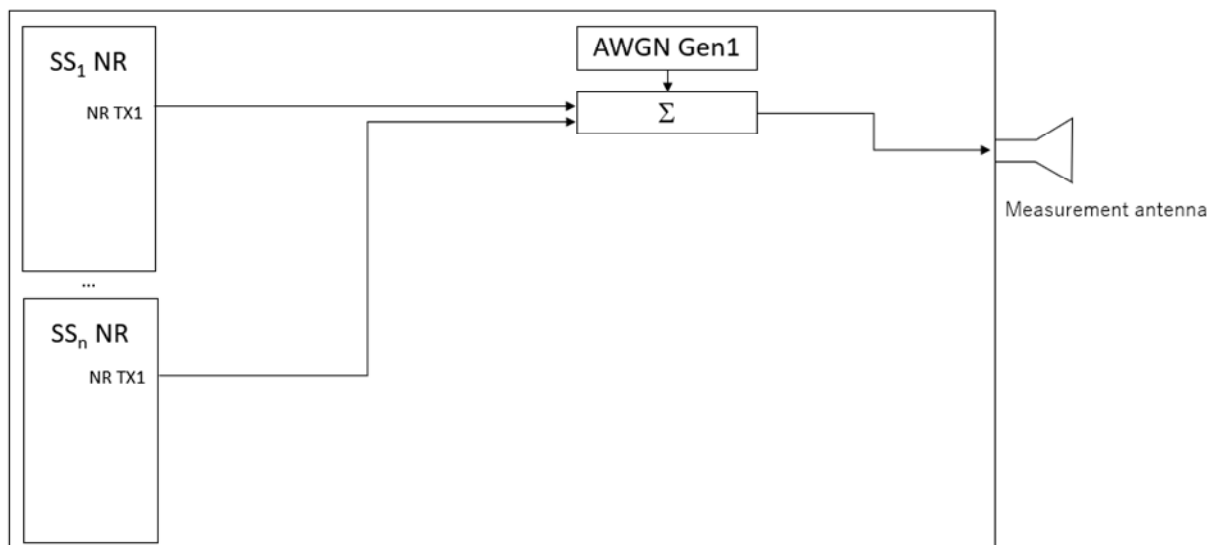 SS₁ NR
NR TX1
...
SSₙ NR
NR TX1
AWGN Gen1
Σ
Measurement antenna